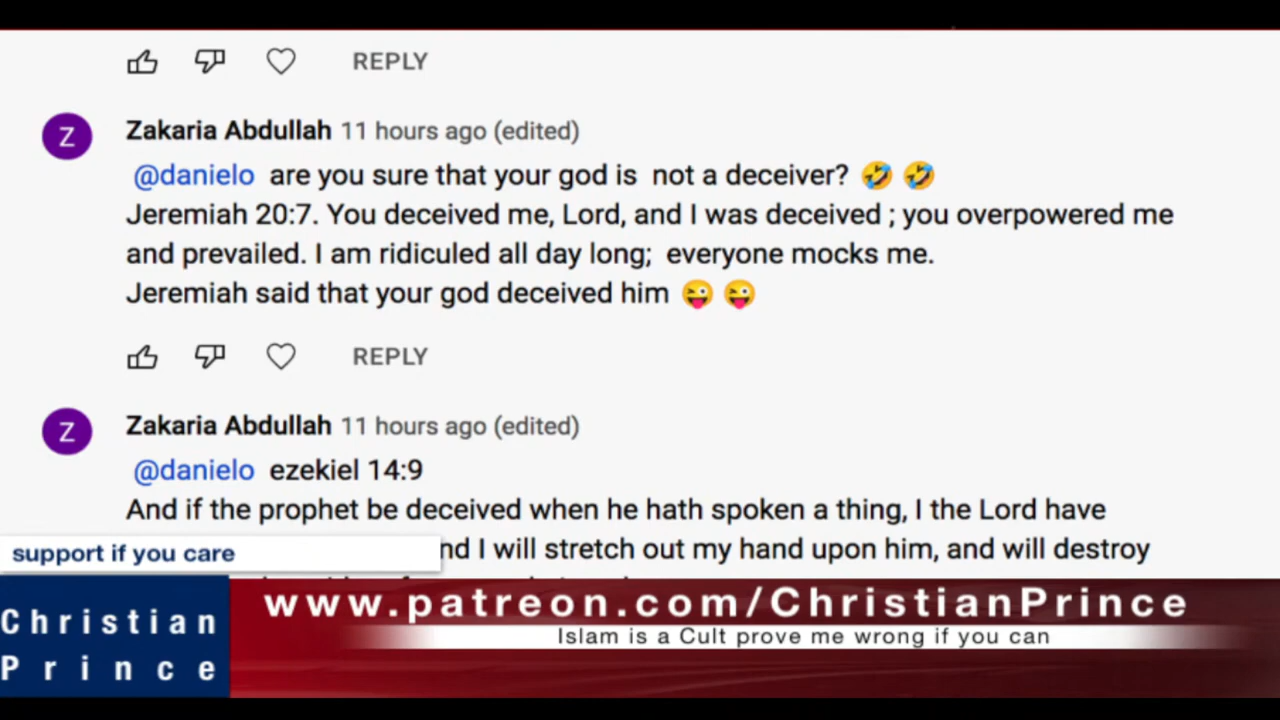 REPLY
Z
Zakaria Abdullah 11 hours ago (edited)
@danielo are you sure that your god is not a deceiver? 🤣 🤣
Jeremiah 20:7. You deceived me, Lord, and I was deceived ; you overpowered me
and prevailed. I am ridiculed all day long; everyone mocks me.
Jeremiah said that your god deceived him 😜 😜
REPLY
Z
Zakaria Abdullah 11 hours ago (edited)
@danielo ezekiel 14:9
And if the prophet be deceived when he hath spoken a thing, I the Lord have
nd I will stretch out my hand upon him, and will destroy
support if you care
Christian
Prince
www.patreon.com/ChristianPrince
Islam is a Cult prove me wrong if you can